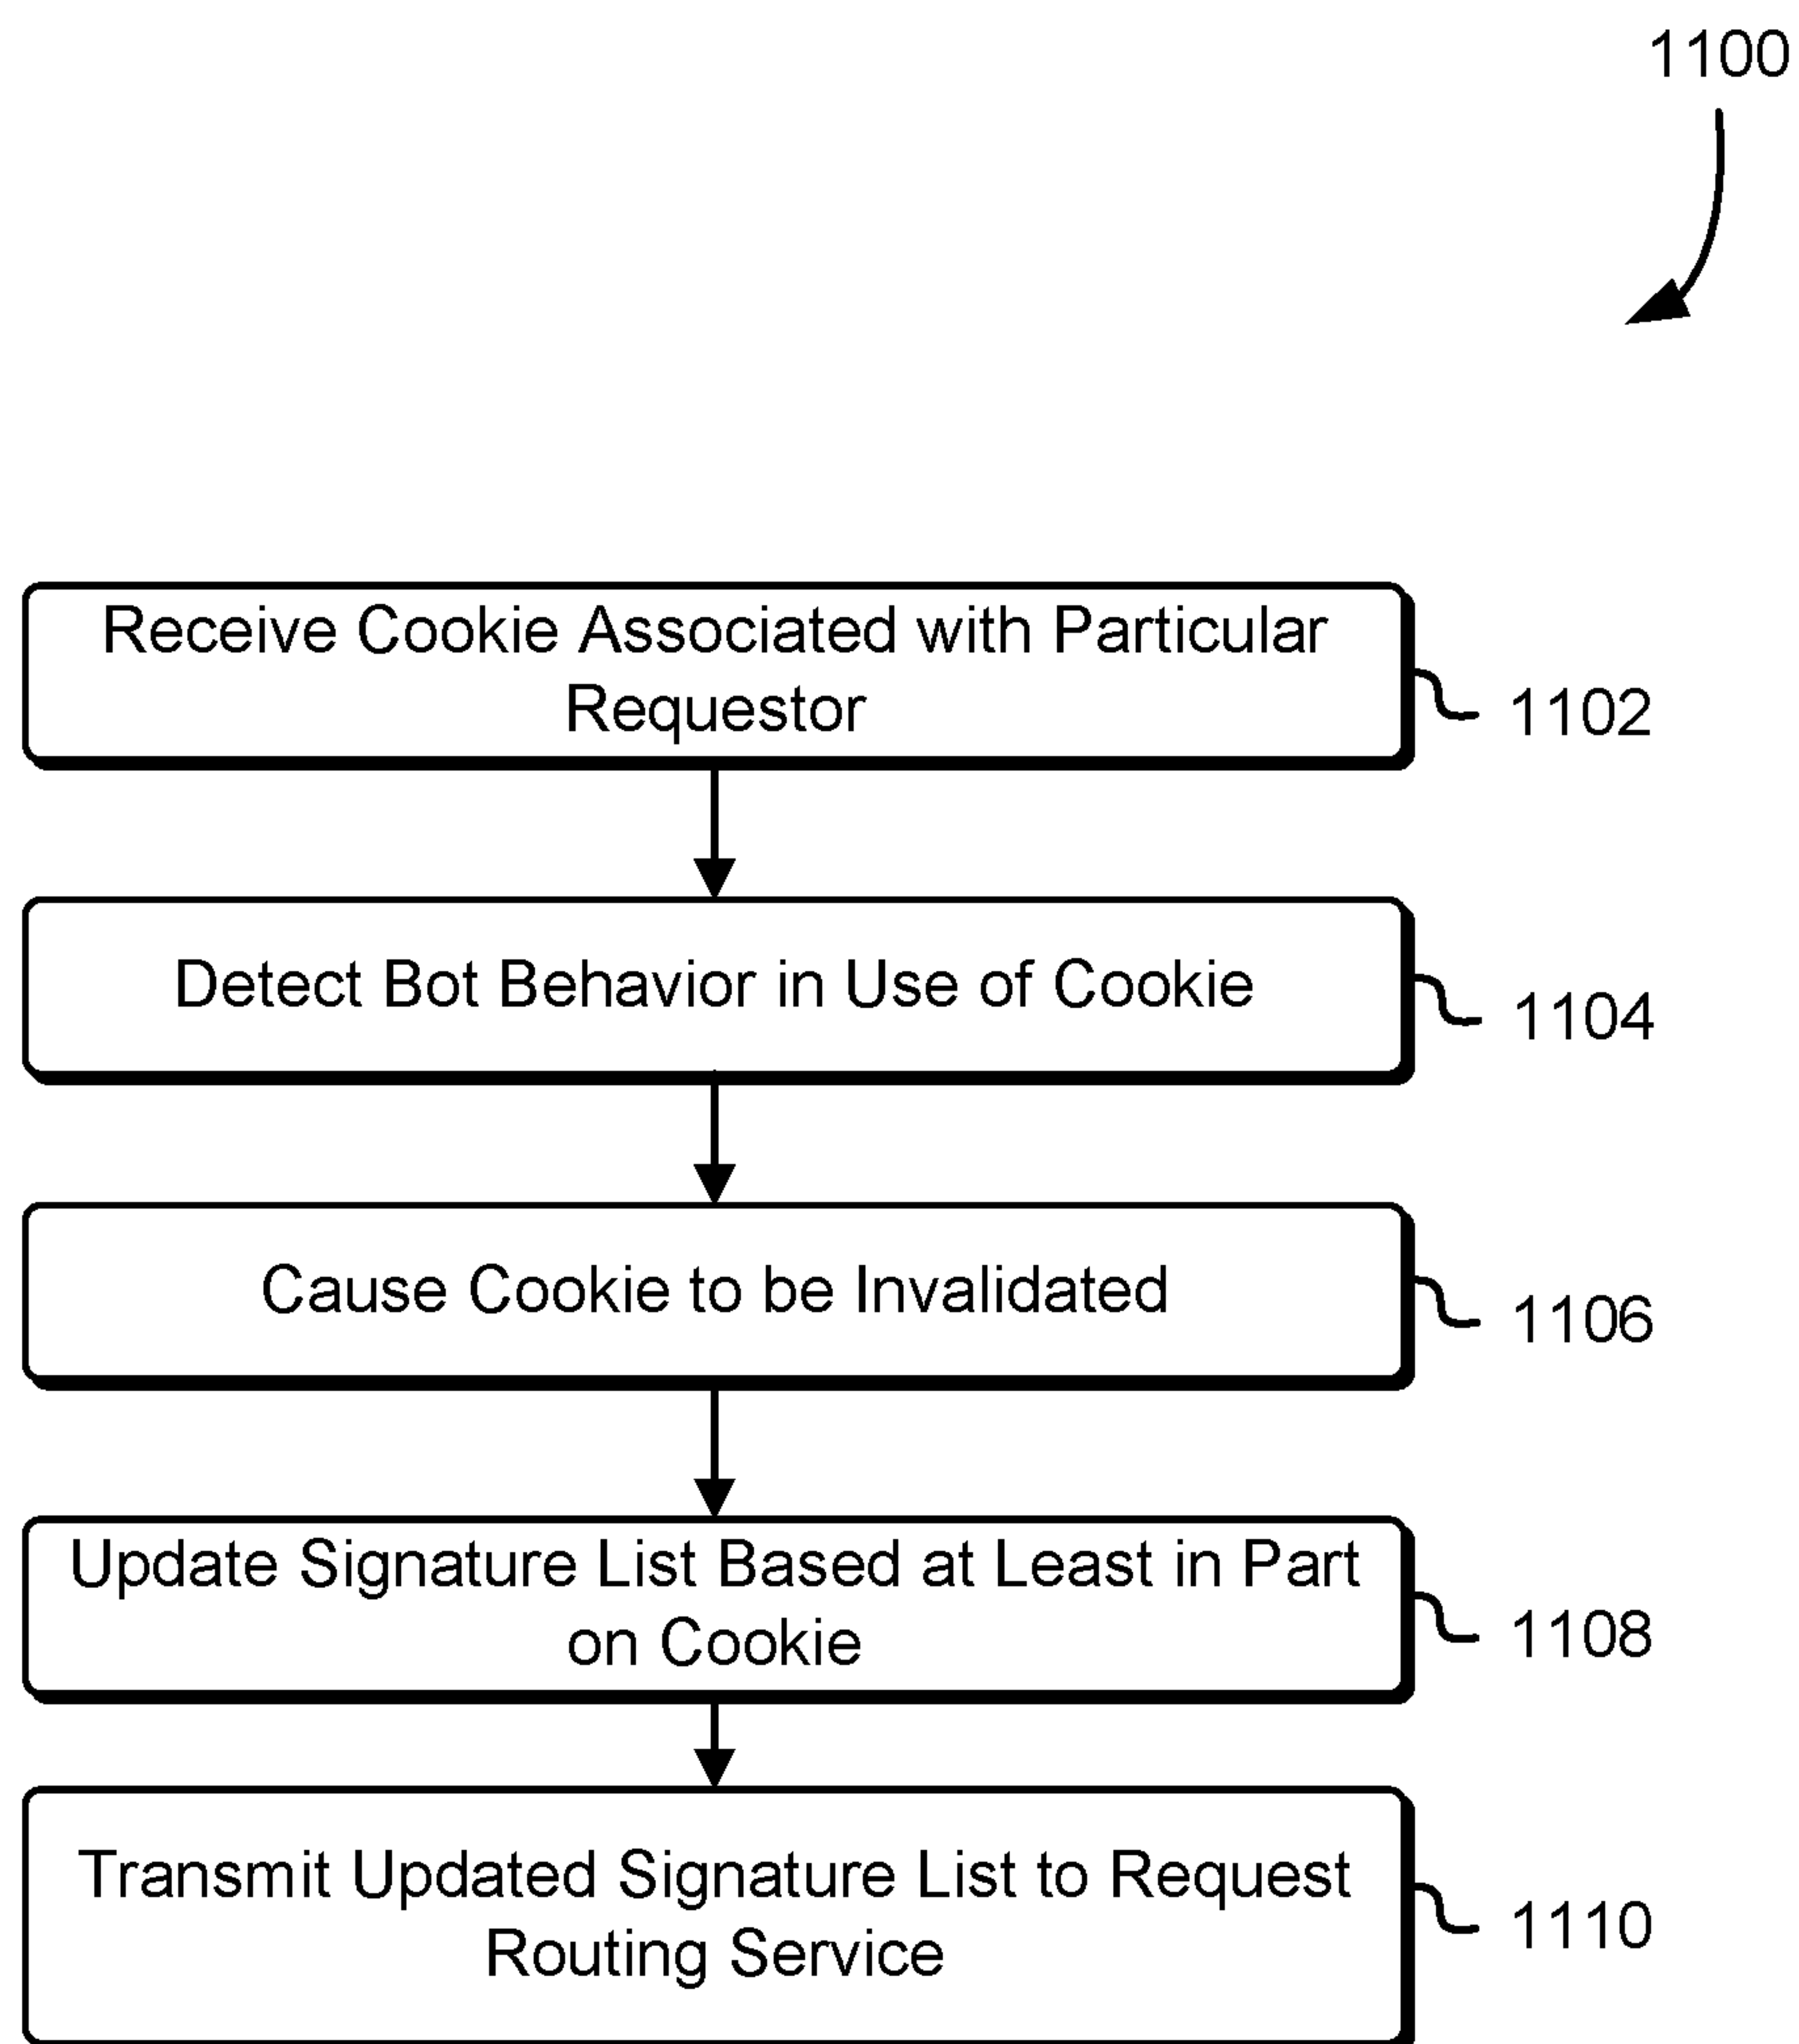 1100
Receive Cookie Associated with Particular
Requestor
1102
Detect Bot Behavior in Use of Cookie
1104
Cause Cookie to be Invalidated
1106
Update Signature List Based at Least in Part
on Cookie
1108
Transmit Updated Signature List to Request
Routing Service
1110